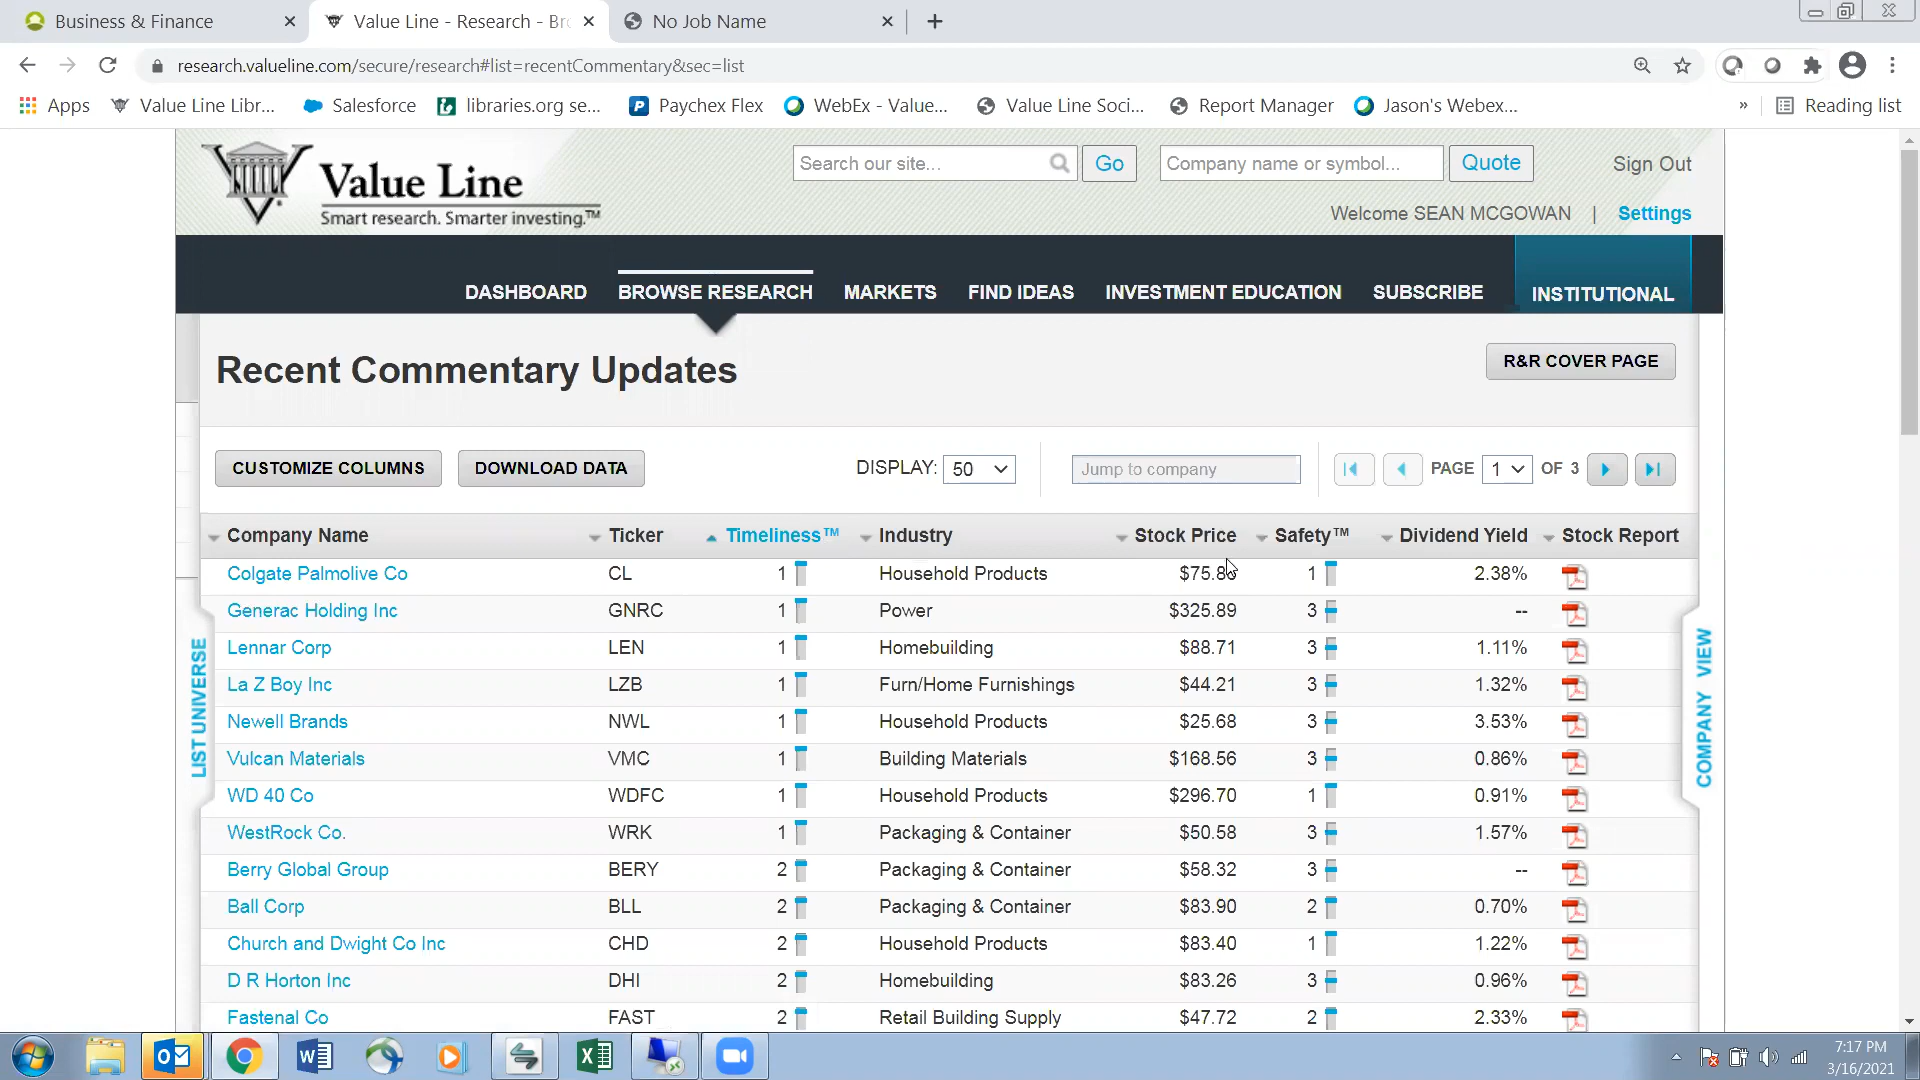 Business & Finance
Value Line - Research - Bro
No Job Name
research.valueline.com/secure/research#list=recentCommentary&sec=list
Apps
Value Line Libr...
Salesforce
libraries.org se...
Paychex Flex
WebEx - Value...
Value Line Soci...
Report Manager
Jason's Webex...
»
Reading list
Value Line
Smart research. Smarter investing.™
Search our site...
Go
Company name or symbol...
Quote
Sign Out
Welcome SEAN MCGOWAN | Settings
DASHBOARD BROWSE RESEARCH MARKETS FIND IDEAS INVESTMENT EDUCATION SUBSCRIBE INSTITUTIONAL
Recent Commentary Updates
R&R COVER PAGE
CUSTOMIZE COLUMNS DOWNLOAD DATA DISPLAY: 50 Jump to company PAGE 1 OF 3
Company Name Ticker Timeliness™ Industry Stock Price Safety™ Dividend Yield Stock Report
Colgate Palmolive Co CL 1 Household Products 1 2.38%
Generac Holding Inc GNRC 1 Power $325.89 3 --
Lennar Corp LEN 1 Homebuilding $88.71 3 1.11%
La Z Boy Inc LZB 1 Furn/Home Furnishings $44.21 3 1.32%
Newell Brands NWL 1 Household Products $25.68 3 3.53%
Vulcan Materials VMC 1 Building Materials $168.56 3 0.86%
WD 40 Co WDFC 1 Household Products $296.70 1 0.91%
WestRock Co. WRK 1 Packaging & Container $50.58 3 1.57%
Berry Global Group BERY 2 Packaging & Container $58.32 3 --
Ball Corp BLL 2 Packaging & Container $83.90 2 0.70%
Church and Dwight Co Inc CHD 2 Household Products $83.40 1 1.22%
D R Horton Inc DHI 2 Homebuilding $83.26 3 0.96%
Fastenal Co FAST 2 Retail Building Supply $47.72 2 2.33%
LIST UNIVERSE
COMPANY VIEW
7:17 PM
3/16/2021